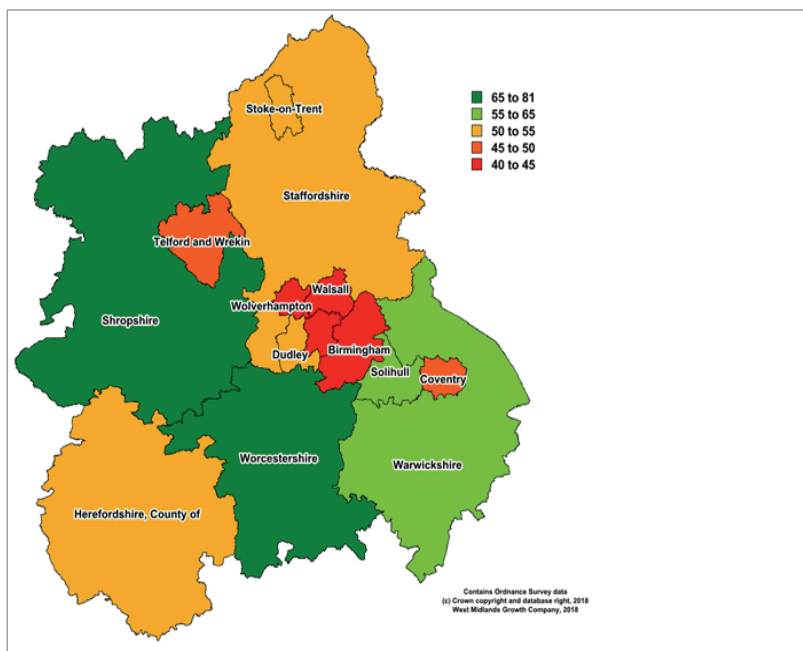 65 to 81
55 to 65
50 to 55
45 to 50
40 to 45
Stoke-on-Trent
Staffordshire
Telford and Wrekin
Walsall
Wolverhampton
Shropshire
Birmingham
Dudley
Solihull
Coventry
Worcestershire
Warwickshire
Herefordshire, County of
Contains Ordnance Survey data
(c) Crown copyright and database right, 2018
West Midlands Growth Company, 2018